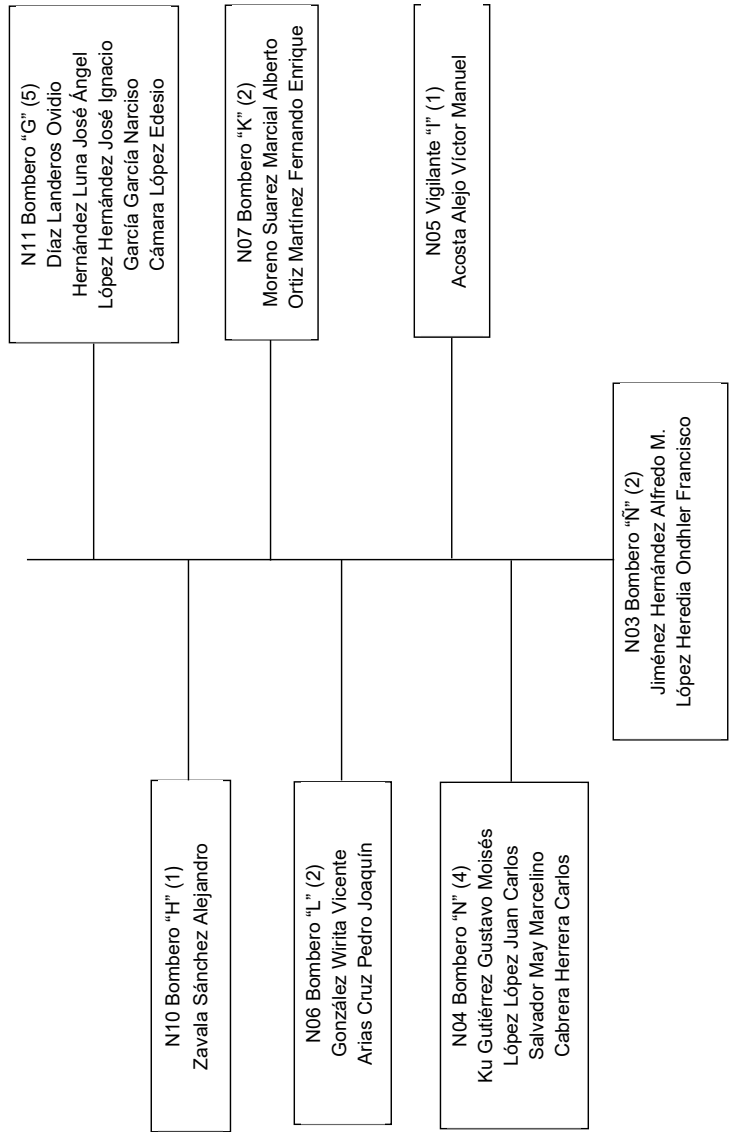 N11 Bombero “G” (5)
Díaz Landeros Ovidio
Hernández Luna José Ángel
López Hernández José Ignacio
García García Narciso
Cámara López Edesio
N10 Bombero “H” (1)
Zavala Sánchez Alejandro
N07 Bombero “K” (2)
Moreno Suarez Marcial Alberto
Ortiz Martínez Fernando Enrique
N06 Bombero “L” (2)
González Wirita Vicente
Arias Cruz Pedro Joaquín
N05 Vigilante “I” (1)
Acosta Alejo Víctor Manuel
N04 Bombero “N” (4)
Ku Gutiérrez Gustavo Moisés
López López Juan Carlos
Salvador May Marcelino
Cabrera Herrera Carlos
N03 Bombero “Ñ” (2)
Jiménez Hernández Alfredo M.
López Heredia Ondhler Francisco